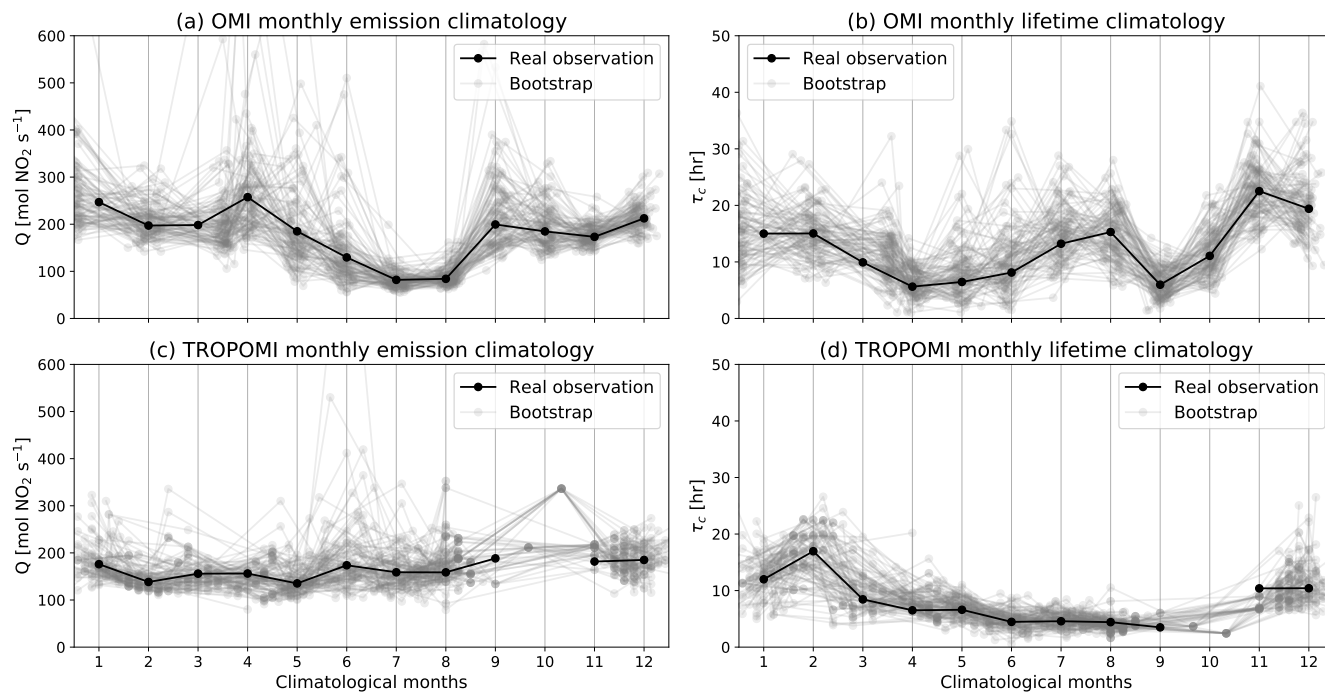 (a) OMI monthly emission climatology
600
500
400
300
200
100
0
Q [mol NO₂ s⁻¹]
Real observation
Bootstrap
(b) OMI monthly lifetime climatology
50
40
30
20
10
0
τc [hr]
Real observation
Bootstrap
(c) TROPOMI monthly emission climatology
600
500
400
300
200
100
0
Q [mol NO₂ s⁻¹]
Real observation
Bootstrap
1 2 3 4 5 6 7 8 9 10 11 12
Climatological months
(d) TROPOMI monthly lifetime climatology
50
40
30
20
10
0
τc [hr]
Real observation
Bootstrap
1 2 3 4 5 6 7 8 9 10 11 12
Climatological months